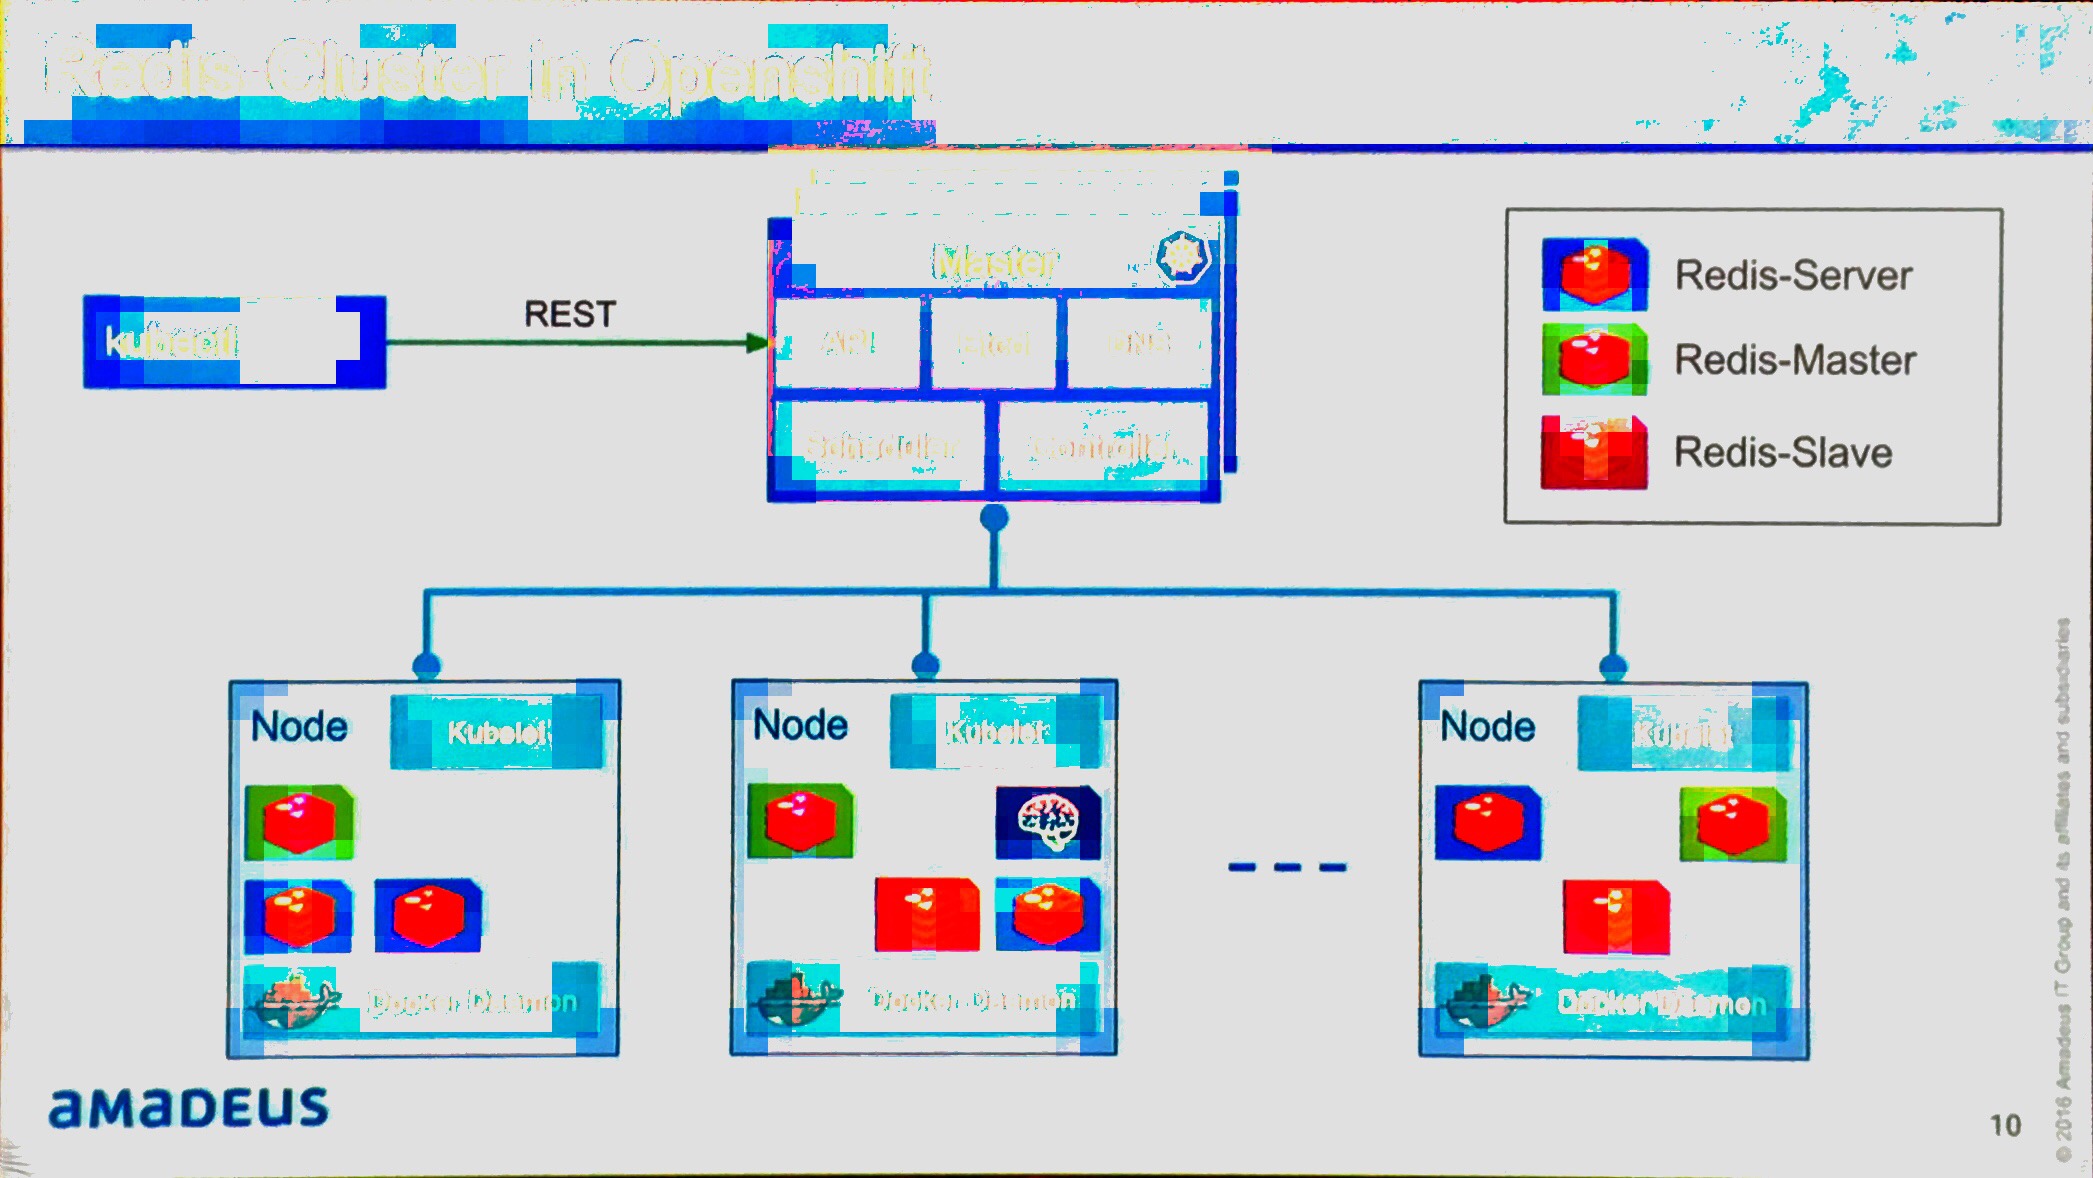 Redis-Cluster in Openshift
Master
kubectl
REST
API
DNS
Scheduler
Controller
Redis-Server
Redis-Master
Redis-Slave
Node
Kubelet
Docker Daemon
Node
Kubelet
Docker Daemon
Node
Kubelet
Docker Daemon
amadeus
10
© 2016 Amadeus IT Group and its affiliates and subsidiaries